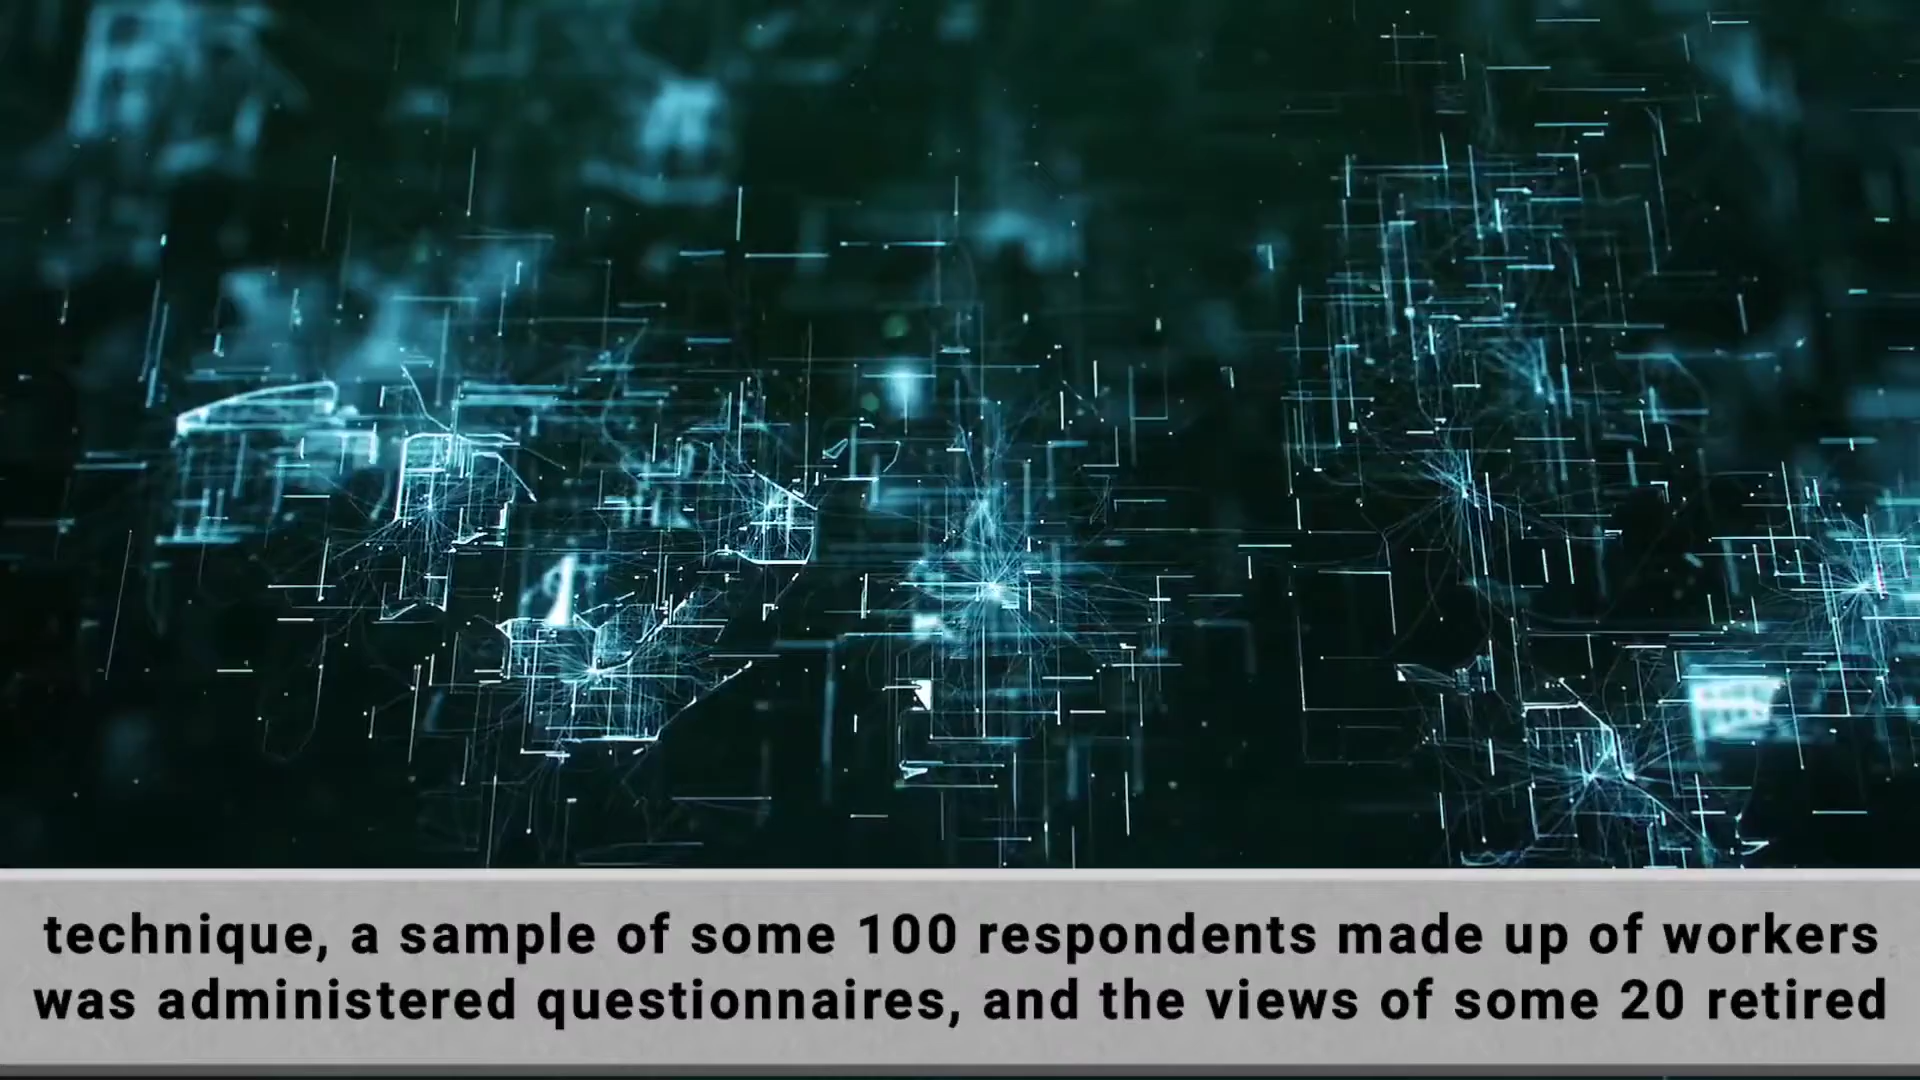 technique, a sample of some 100 respondents made up of workers
was administered questionnaires, and the views of some 20 retired